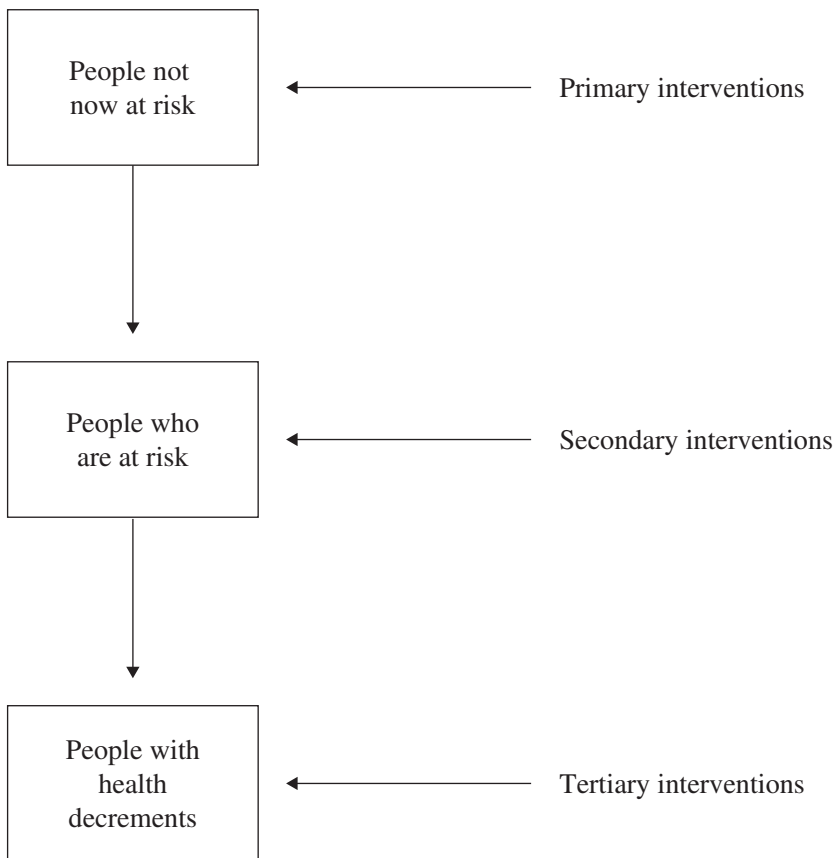 People not
now at risk
Primary interventions
People who
are at risk
Secondary interventions
People with
health
decrements
Tertiary interventions